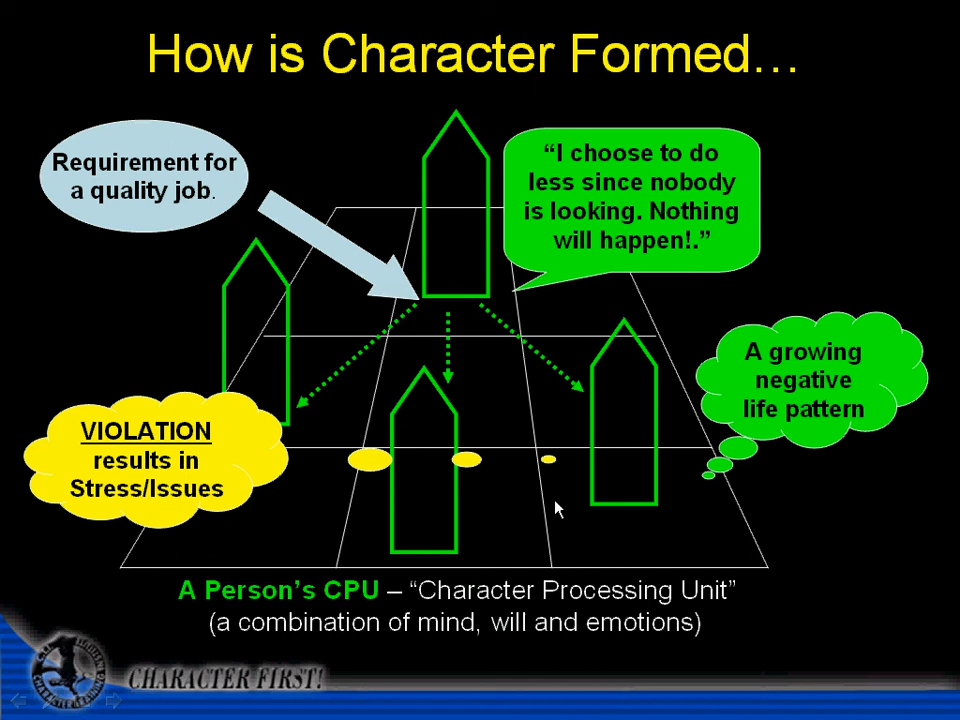 How is Character Formed…
Requirement for
a quality job.
“I choose to do
less since nobody
is looking. Nothing
will happen!.”
A growing
negative
life pattern
VIOLATION
results in
Stress/Issues
A Person’s CPU – “Character Processing Unit”
(a combination of mind, will and emotions)
CHARACTER FIRST!